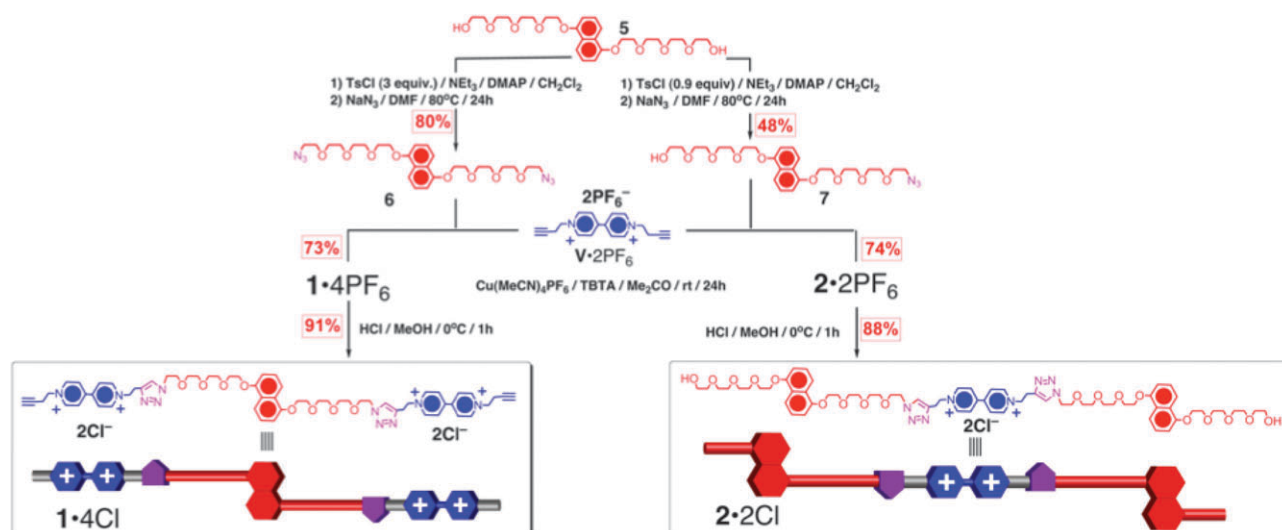 5
HO O O O O O
O O O O O OH
1) TsCl (3 equiv.) / NEt₃ / DMAP / CH₂Cl₂
2) NaN₃ / DMF / 80°C / 24h
1) TsCl (0.9 equiv) / NEt₃ / DMAP / CH₂Cl₂
2) NaN₃ / DMF / 80°C / 24h
80%
48%
N₃ O O O O
O O O O N₃
6
HO O O O O
O O O O N₃
7
2PF₆⁻
N + N +
V•2PF₆
73%
74%
1•4PF₆
Cu(MeCN)₄PF₆ / TBTA / Me₂CO / rt / 24h
2•2PF₆
91%
HCl / MeOH / 0°C / 1h
HCl / MeOH / 0°C / 88%
1h
N + N + N N=N O O O O
O O O O N N=N N + N +
2Cl⁻
2Cl⁻
HO O O O O
O O O O N N=N N + N + N=N N O O O O
O O O O OH
2Cl⁻
+ +
+ +
+ +
1•4Cl
2•2Cl